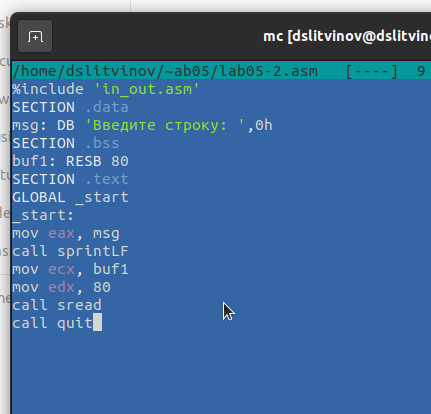 mc [dslitvinov@dslitvino
/home/dslitvinov/~ab05/lab05-2.asm [----] 9
%include 'in_out.asm'
SECTION .data
msg: DB 'Введите строку: ',0h
SECTION .bss
buf1: RESB 80
SECTION .text
GLOBAL _start
_start:
mov eax, msg
call sprintLF
mov ecx, buf1
mov edx, 80
call sread
call quit